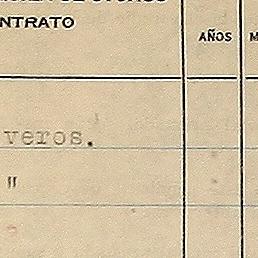 NTRATO
AÑOS
veros.
"